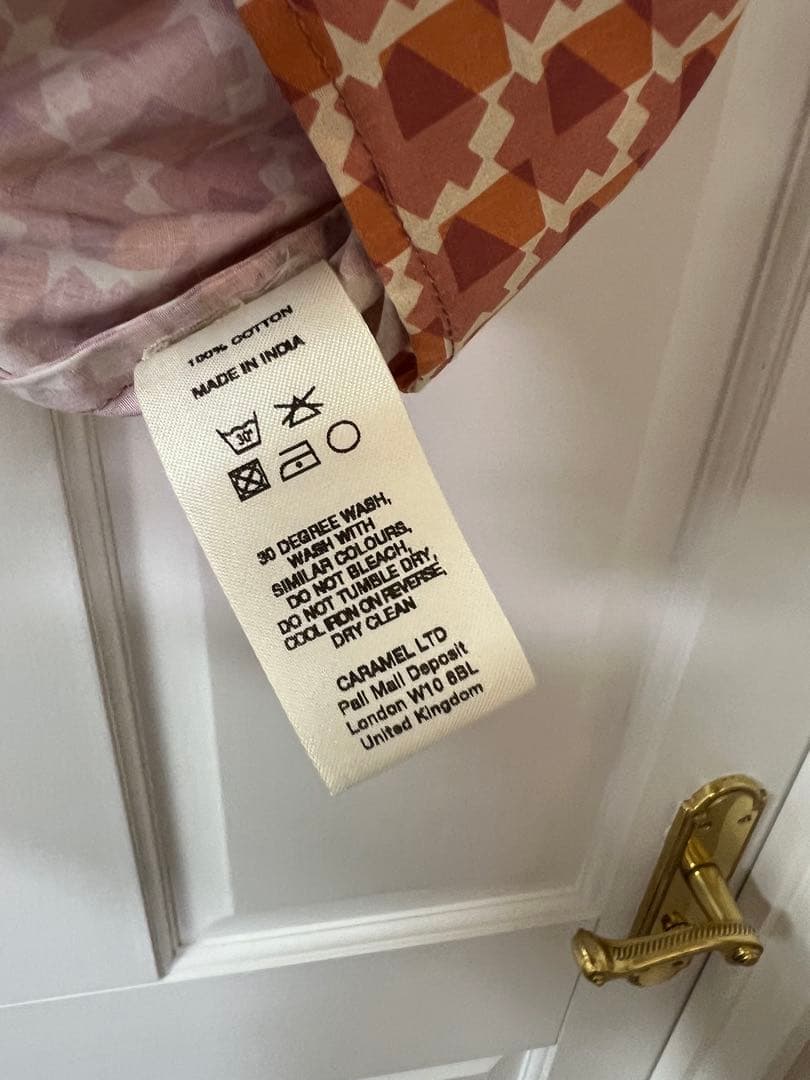 100% COTTON
MADE IN INDIA
30°
30 DEGREE WASH,
WASH WITH
SIMILAR COLOURS,
DO NOT BLEACH,
DO NOT TUMBLE DRY,
COOL IRON ON REVERSE,
DRY CLEAN
CARAMEL LTD
Pall Mall Deposit
London W10 6BL
United Kingdom